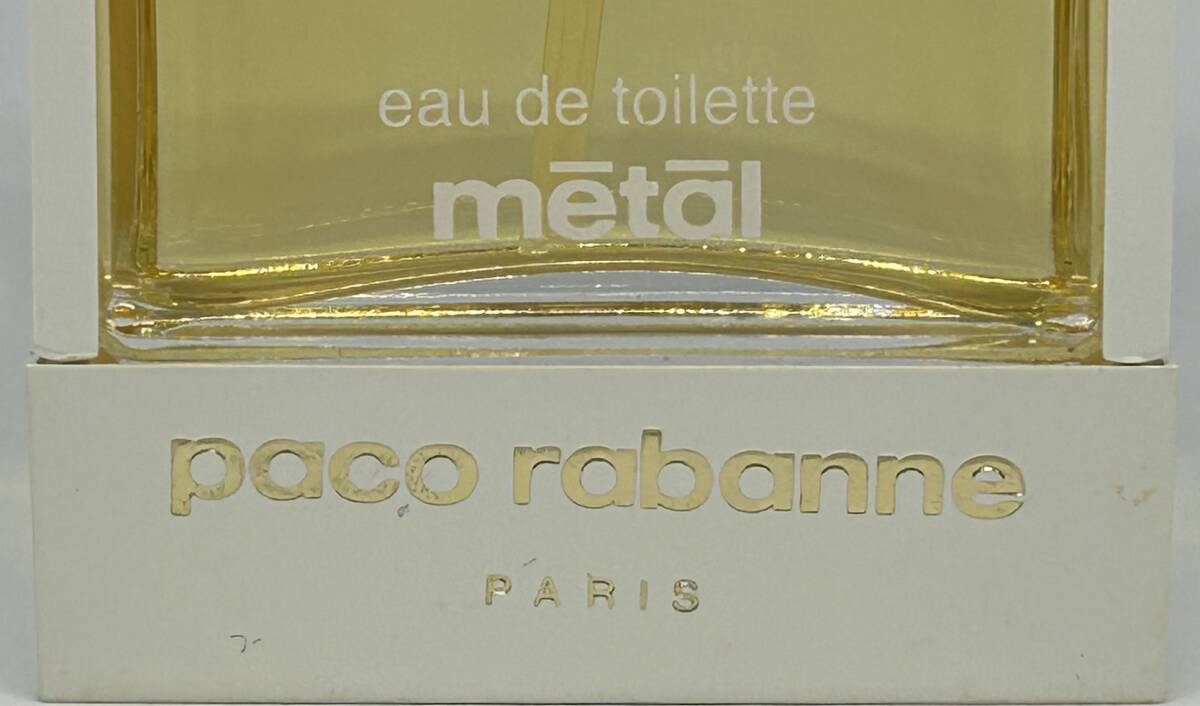 eau de toilette
mētāl
paco rabanne
PARIS